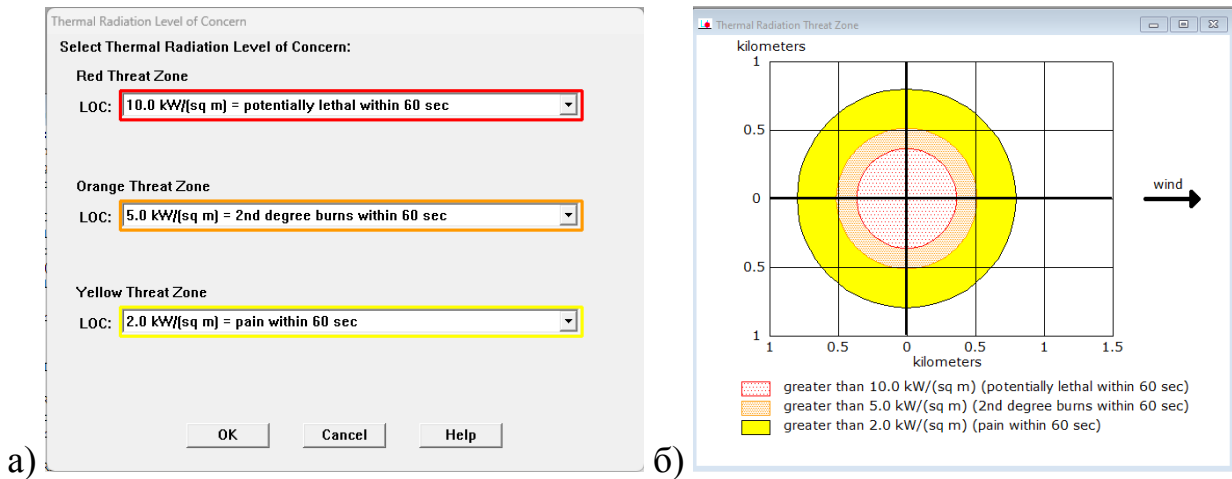 Thermal Radiation Level of Concern
Select Thermal Radiation Level of Concern:
Red Threat Zone
LOC: 10.0 kW/(sq m) = potentially lethal within 60 sec
Orange Threat Zone
LOC: 5.0 kW/(sq m) = 2nd degree burns within 60 sec
Yellow Threat Zone
LOC: 2.0 kW/(sq m) = pain within 60 sec
OK Cancel Help
а)
Thermal Radiation Threat Zone
kilometers
1
0.5
0
0.5
1
1 0.5 0 0.5 1 1.5
kilometers
wind
greater than 10.0 kW/(sq m) (potentially lethal within 60 sec)
greater than 5.0 kW/(sq m) (2nd degree burns within 60 sec)
greater than 2.0 kW/(sq m) (pain within 60 sec)
б)